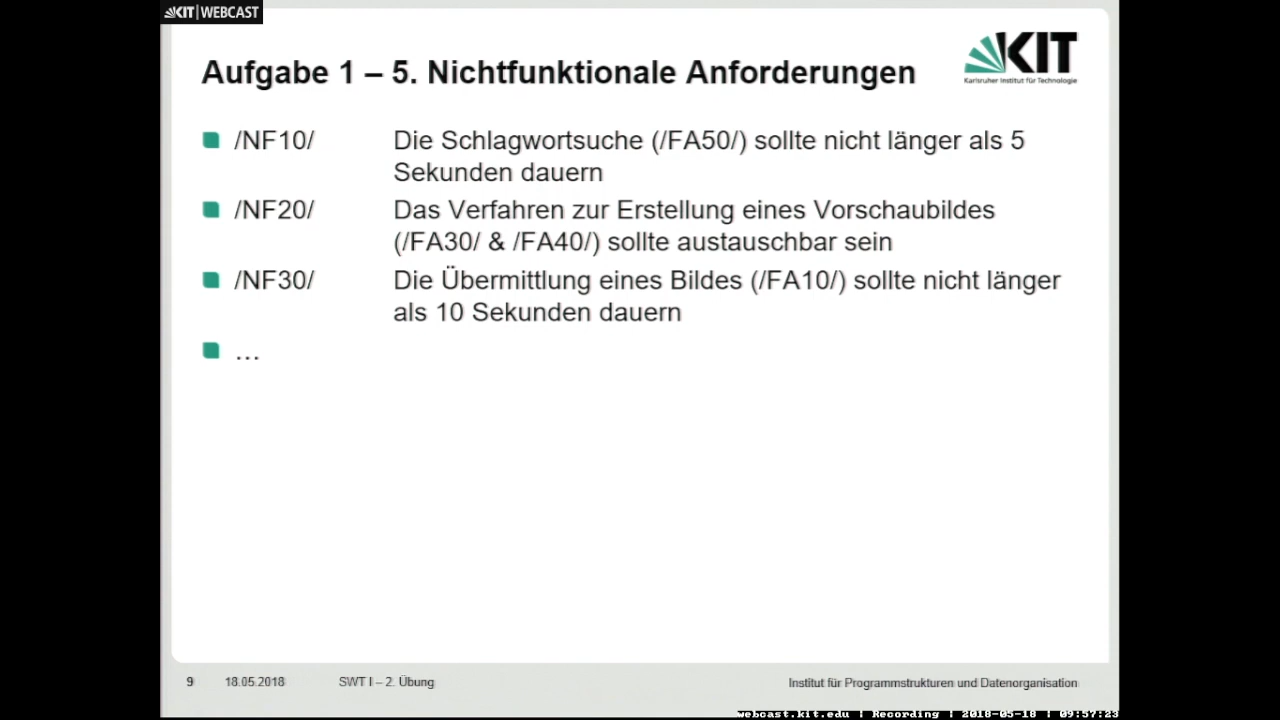 KIT | WEBCAST
KIT
Karlsruher Institut für Technologie
Aufgabe 1 – 5. Nichtfunktionale Anforderungen
/NF10/ Die Schlagwortsuche (/FA50/) sollte nicht länger als 5
Sekunden dauern
/NF20/ Das Verfahren zur Erstellung eines Vorschaubildes
(/FA30/ & /FA40/) sollte austauschbar sein
/NF30/ Die Übermittlung eines Bildes (/FA10/) sollte nicht länger
als 10 Sekunden dauern
…
9 18.05.2018 SWT I – 2. Übung Institut für Programmstrukturen und Datenorganisation
webcast.kit.edu | Recording | 2018-05-18 | 09:57:23